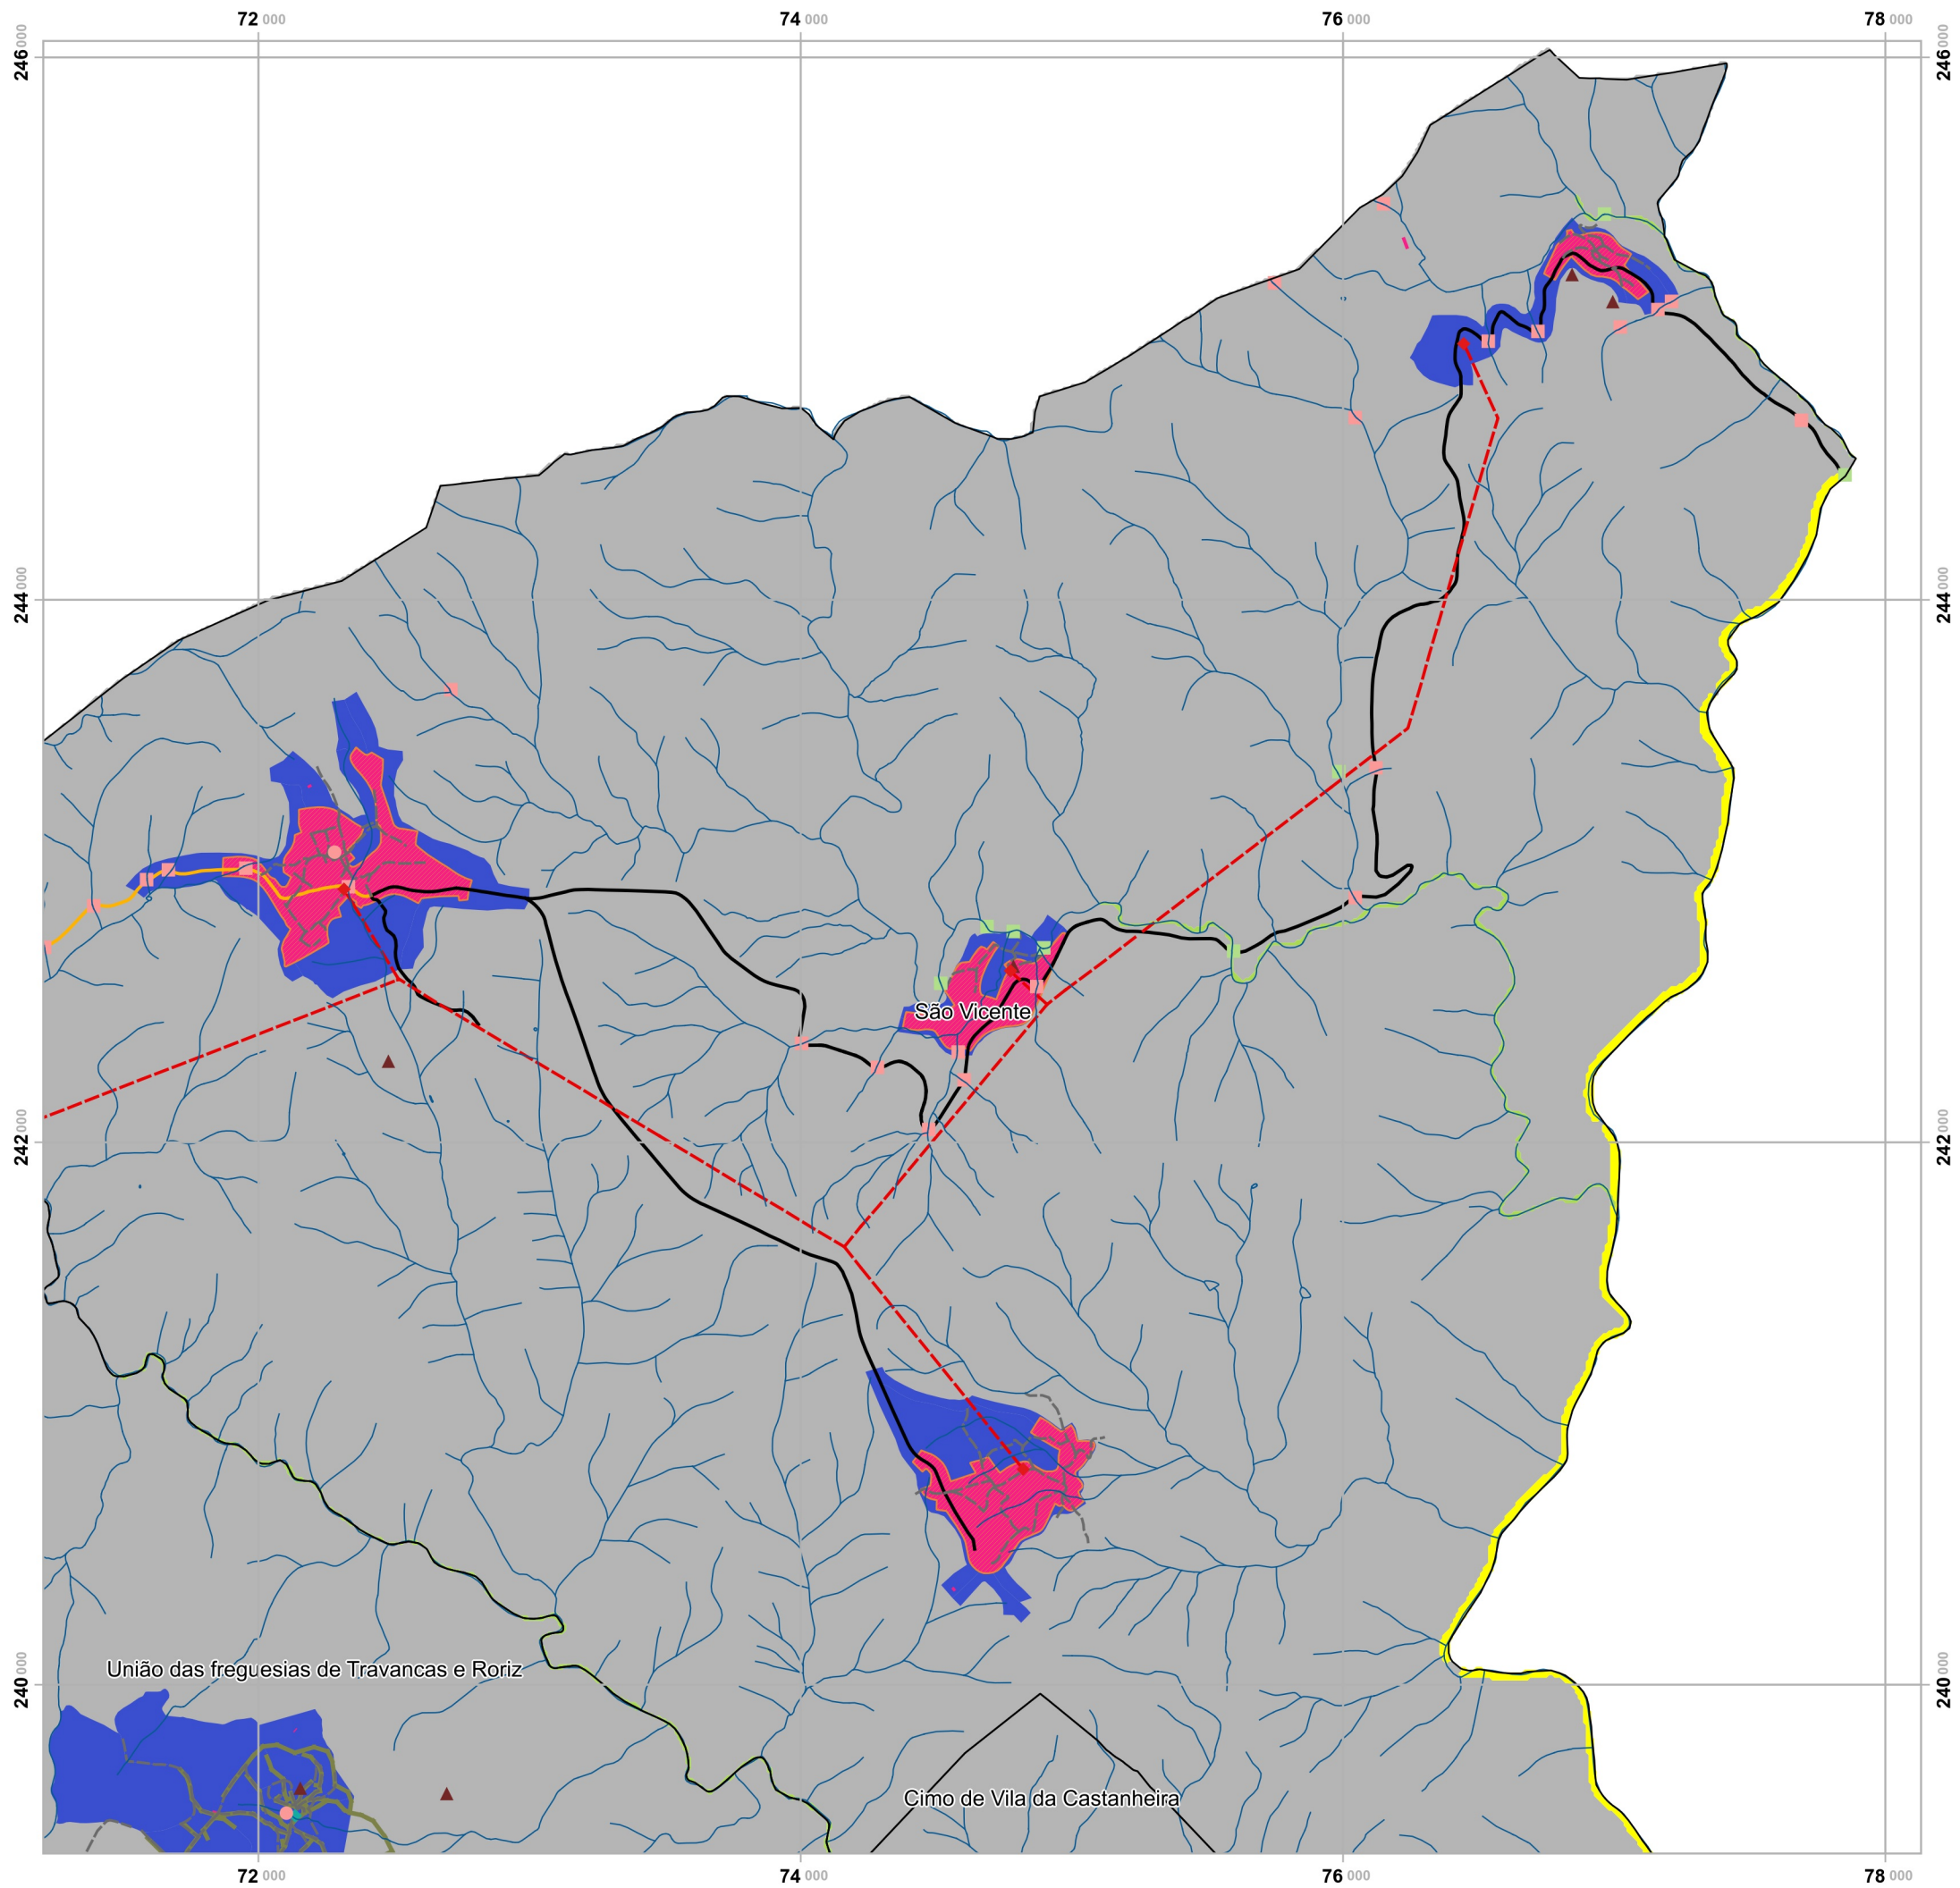 72 000 74 000 76 000 78 000
246 000 246 000
244 000 244 000
São Vicente
242 000 242 000
União das freguesias de Travancas e Roriz
240 000 240 000
Cimo de Vila da Castanheira
72 000 74 000 76 000 78 000